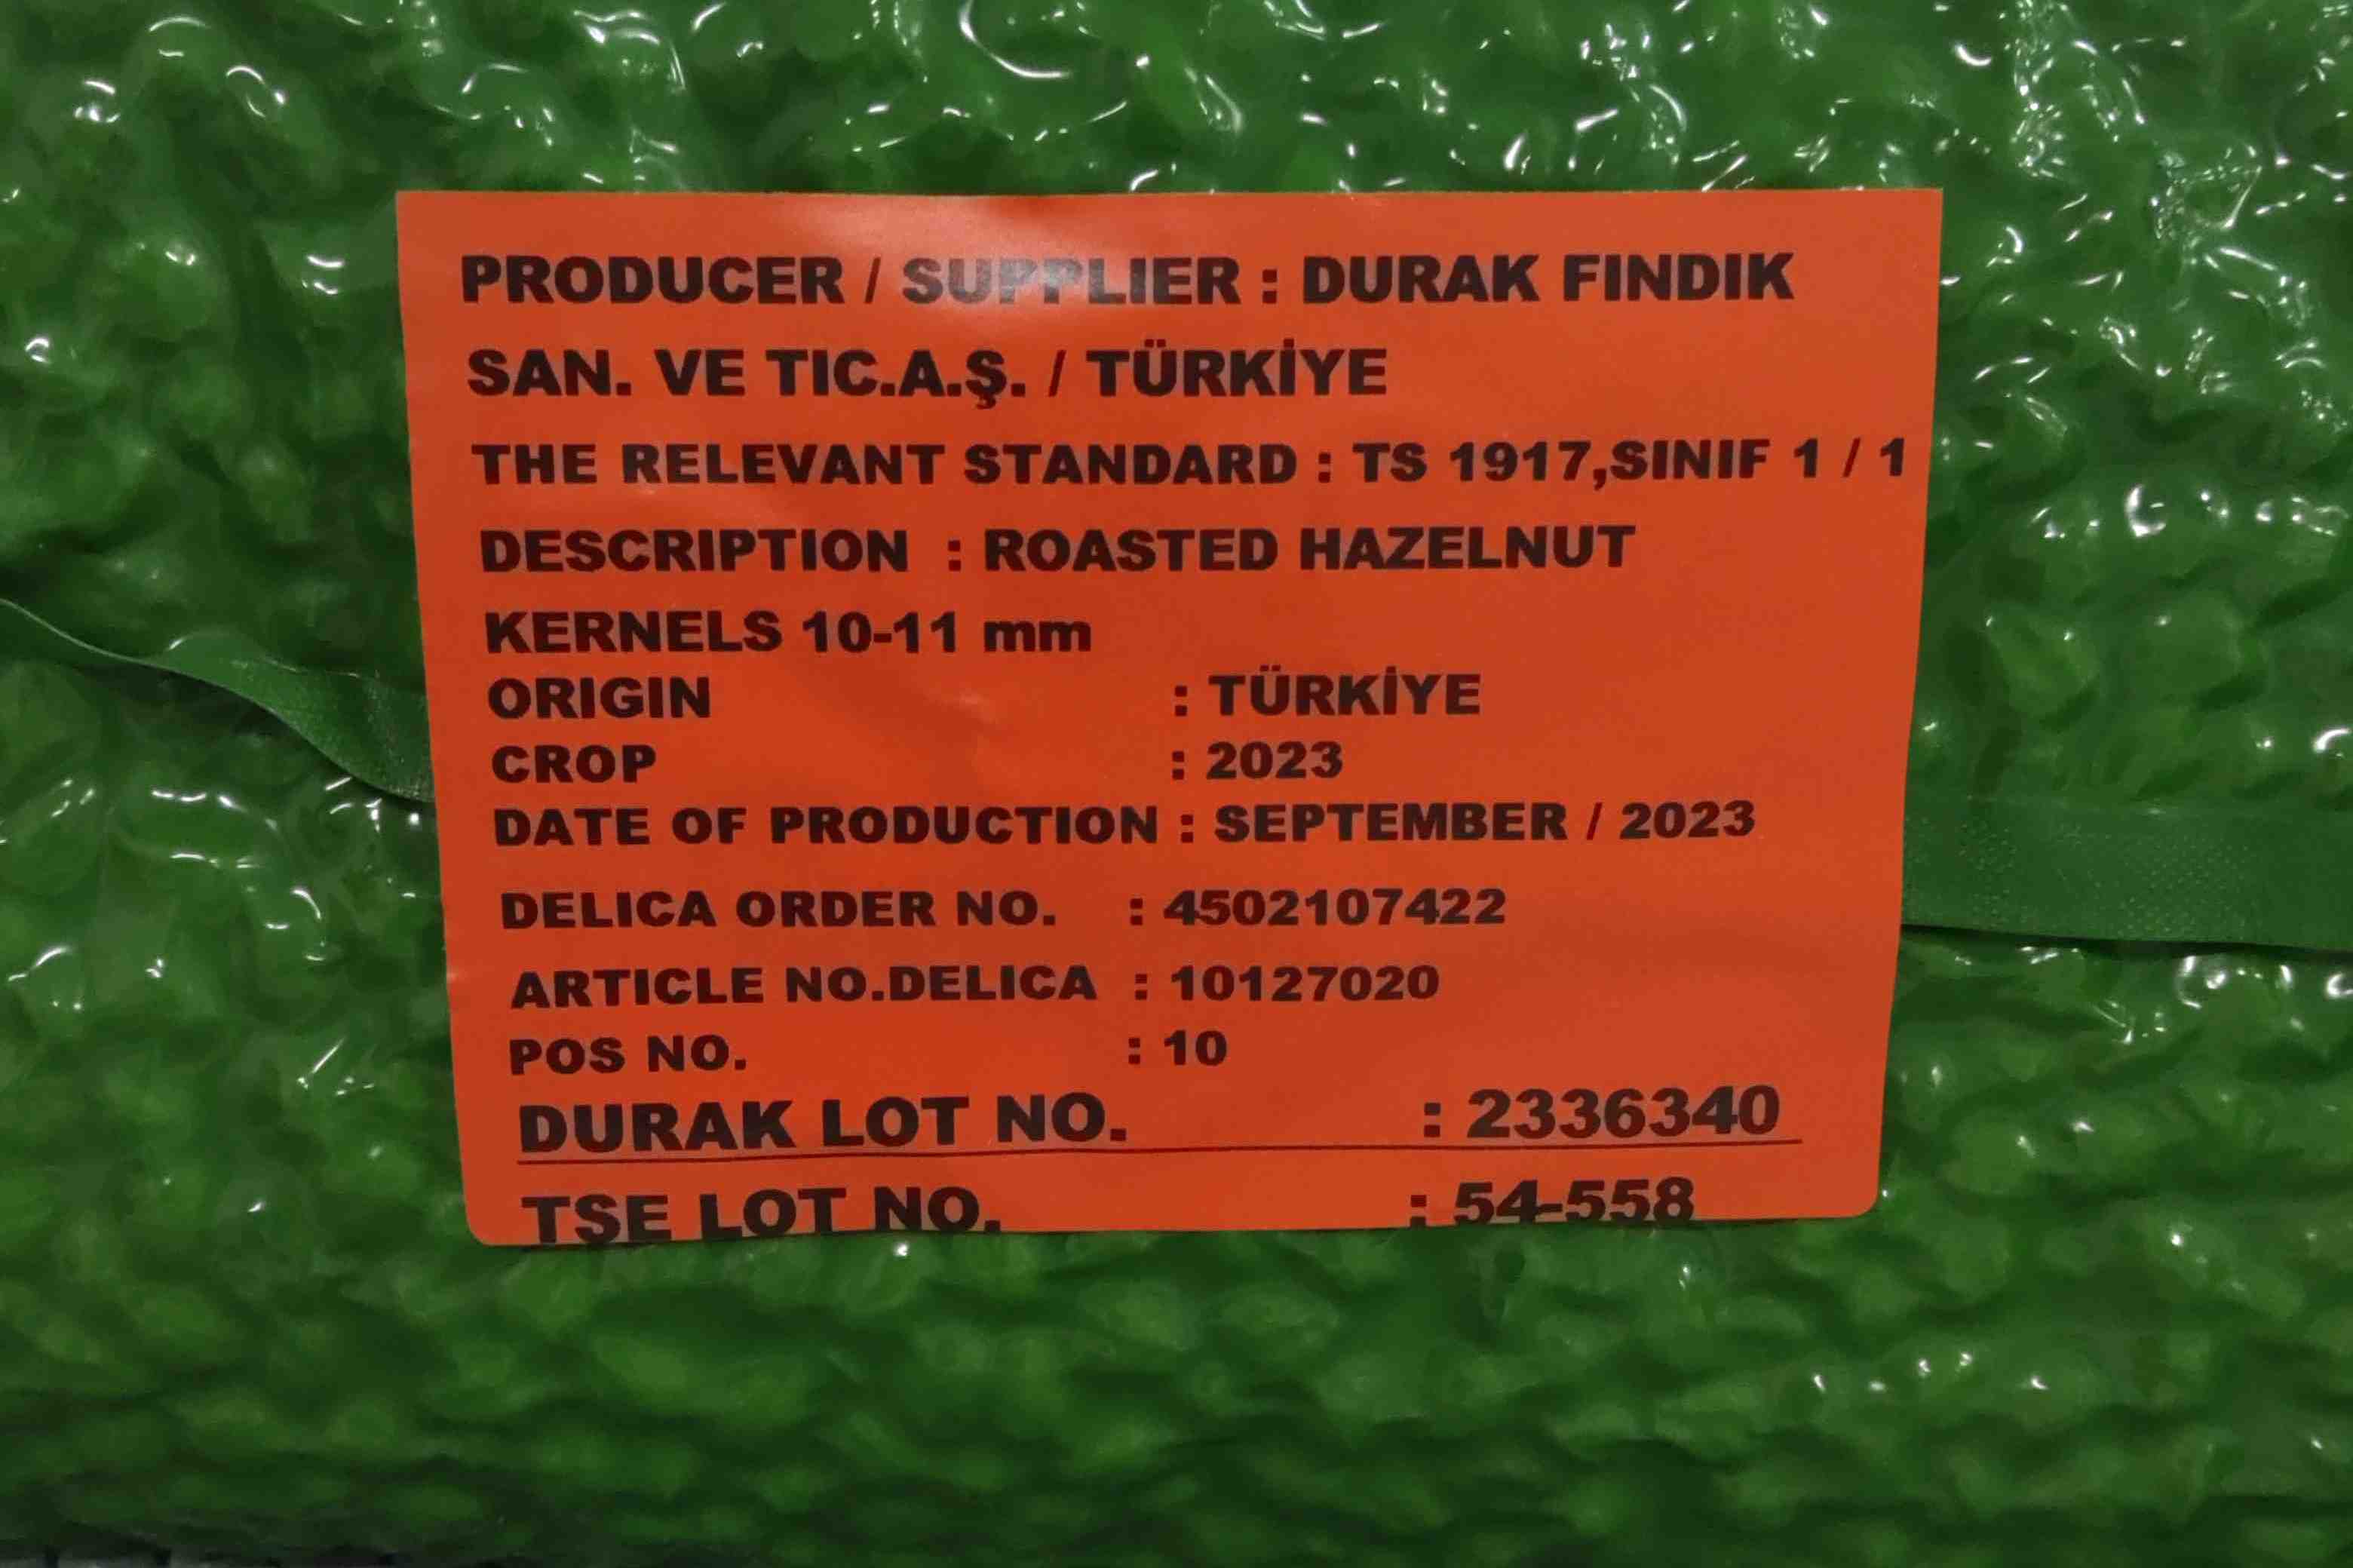 PRODUCER / SUPPLIER : DURAK FINDIK
SAN. VE TIC.A.Ş. / TÜRKİYE
THE RELEVANT STANDARD : TS 1917,SINIF 1 / 1
DESCRIPTION : ROASTED HAZELNUT
KERNELS 10-11 mm
ORIGIN : TÜRKİYE
CROP : 2023
DATE OF PRODUCTION : SEPTEMBER / 2023
DELICA ORDER NO. : 4502107422
ARTICLE NO.DELICA : 10127020
POS NO. : 10
DURAK LOT NO. : 2336340
TSE LOT NO. : 54-558